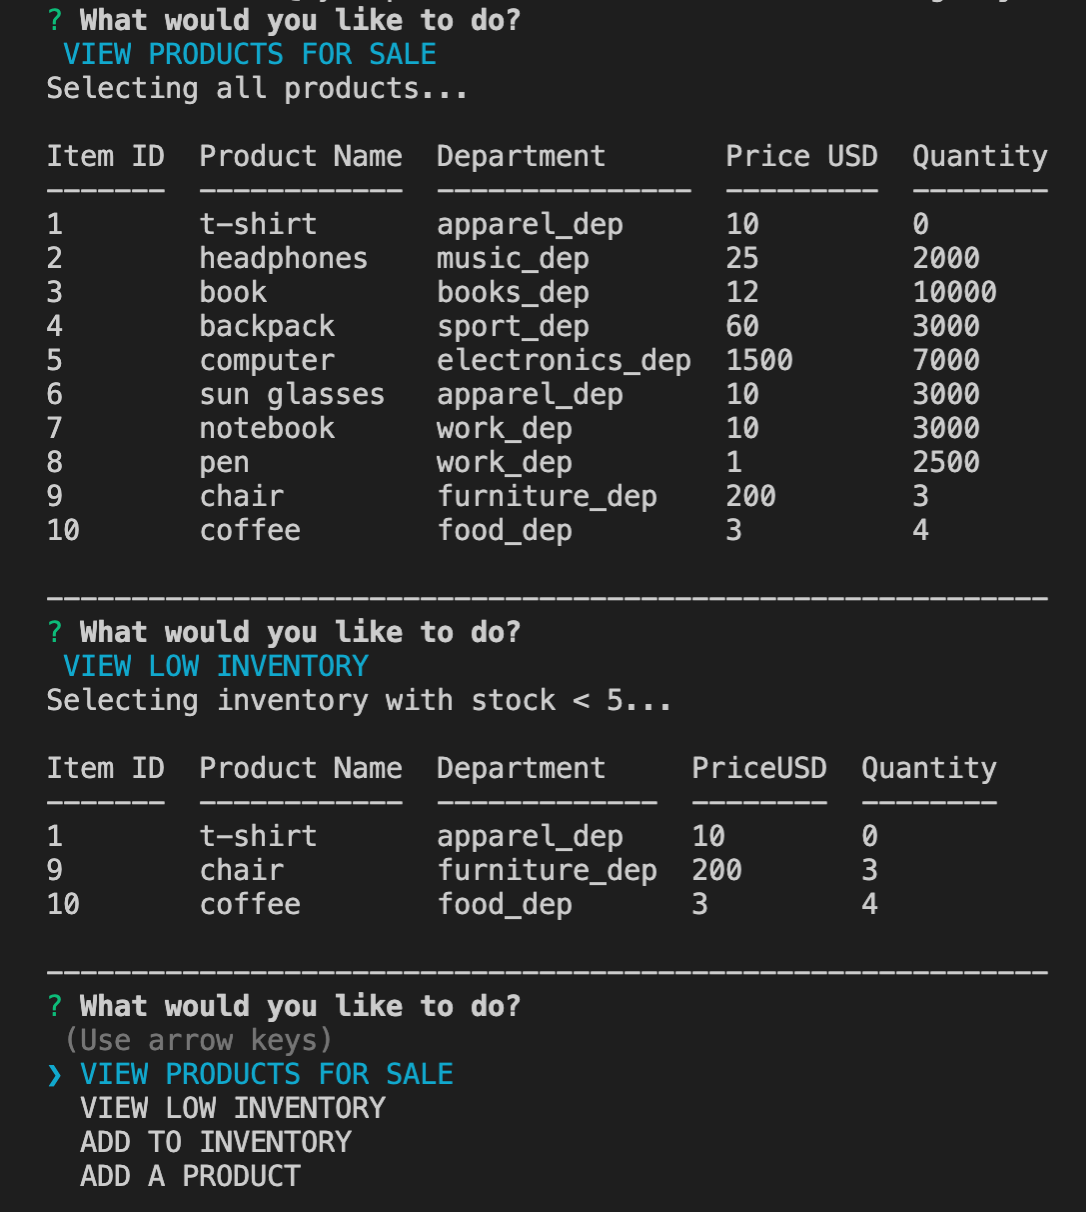 ? What would you like to do?
VIEW PRODUCTS FOR SALE
Selecting all products...
Item ID  Product Name  Department       Price USD  Quantity
-------  ------------  ---------------  ---------  --------
1        t-shirt       apparel_dep      10         0
2        headphones    music_dep        25         2000
3        book          books_dep        12         10000
4        backpack      sport_dep        60         3000
5        computer      electronics_dep  1500       7000
6        sun glasses   apparel_dep      10         3000
7        notebook      work_dep         10         3000
8        pen           work_dep         1          2500
9        chair         furniture_dep    200        3
10       coffee        food_dep         3          4
-----------------------------------------------------------
? What would you like to do?
VIEW LOW INVENTORY
Selecting inventory with stock < 5...
Item ID  Product Name  Department     PriceUSD  Quantity
-------  ------------  -------------  --------  --------
1        t-shirt       apparel_dep    10        0
9        chair         furniture_dep  200       3
10       coffee        food_dep       3         4
-----------------------------------------------------------
? What would you like to do?
(Use arrow keys)
❯ VIEW PRODUCTS FOR SALE
VIEW LOW INVENTORY
ADD TO INVENTORY
ADD A PRODUCT